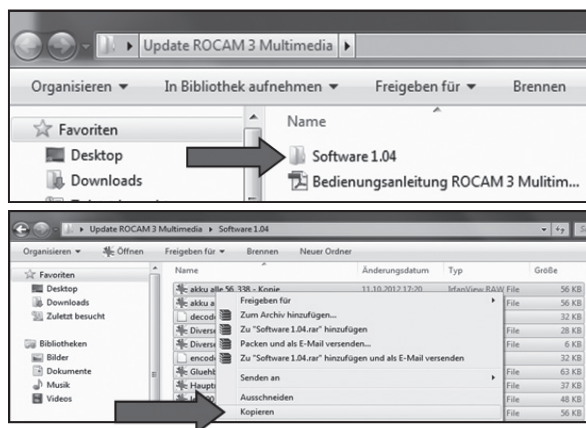 Update ROCAM 3 Multimedia
Organisieren In Bibliothek aufnehmen Freigeben für Brennen
Favoriten Name
Desktop Software 1.04
Downloads Bedienungsanleitung ROCAM 3 Mulitim...
Update ROCAM 3 Multimedia Software 1.04
Organisieren Öffnen Freigeben für Brennen Neuer Ordner
Favoriten Name Änderungsdatum Typ Größe
Desktop akku alle 56_338 - Kopie 11.10.2012 17:20 IrfanView RAW File 56 KB
Downloads akku a Freigeben für File 56 KB
Zuletzt besucht decod Zum Archiv hinzufügen... 32 KB
Divers Zu "Software 1.04.rar" hinzufügen File 28 KB
Bibliotheken Divers Packen und als E-Mail versenden... File 6 KB
Bilder encod Zu "Software 1.04.rar" hinzufügen und als E-Mail versenden 32 KB
Dokumente Glueh File 63 KB
Musik Haupt Senden an File 37 KB
Videos Ausschneiden File 48 KB
Kopieren File 56 KB